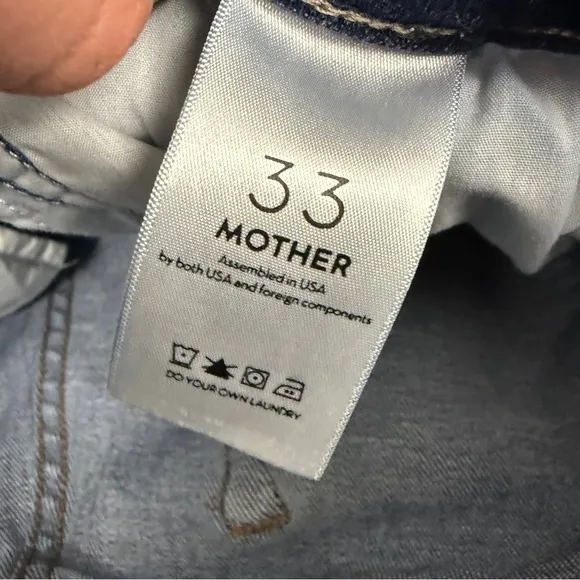 33
MOTHER
Assembled in USA
by both USA and foreign components
DO YOUR OWN LAUNDRY